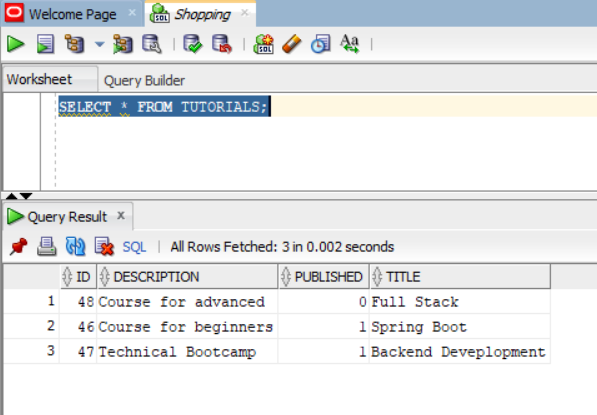 Welcome Page × Shopping ×
Worksheet Query Builder
SELECT * FROM TUTORIALS;
Query Result x
SQL | All Rows Fetched: 3 in 0.002 seconds
ID DESCRIPTION PUBLISHED TITLE
1 48 Course for advanced 0 Full Stack
2 46 Course for beginners 1 Spring Boot
3 47 Technical Bootcamp 1 Backend Deveplopment